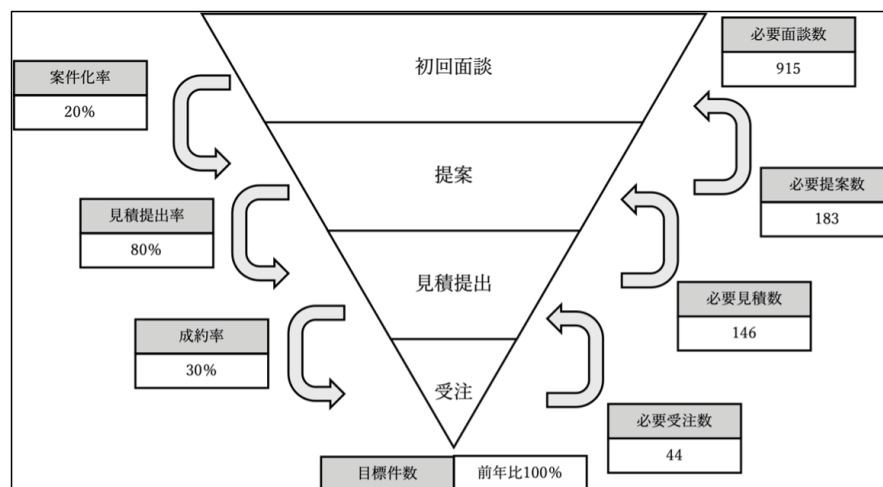 初回面談
必要面談数
915
案件化率
20%
提案
必要提案数
183
見積提出率
80%
見積提出
必要見積数
146
成約率
30%
受注
必要受注数
44
目標件数
前年比100%